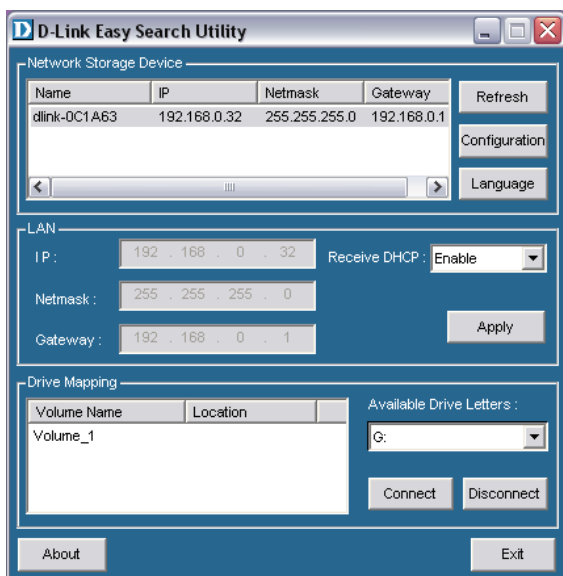 D D-Link Easy Search Utility
Network Storage Device
Name IP Netmask Gateway
dlink-0C1A63 192.168.0.32 255.255.255.0 192.168.0.1
Refresh
Configuration
Language
LAN
IP : 192 . 168 . 0 . 32
Receive DHCP : Enable
Netmask : 255 . 255 . 255 . 0
Gateway : 192 . 168 . 0 . 1
Apply
Drive Mapping
Volume Name Location
Volume_1
Available Drive Letters :
G:
Connect Disconnect
About Exit